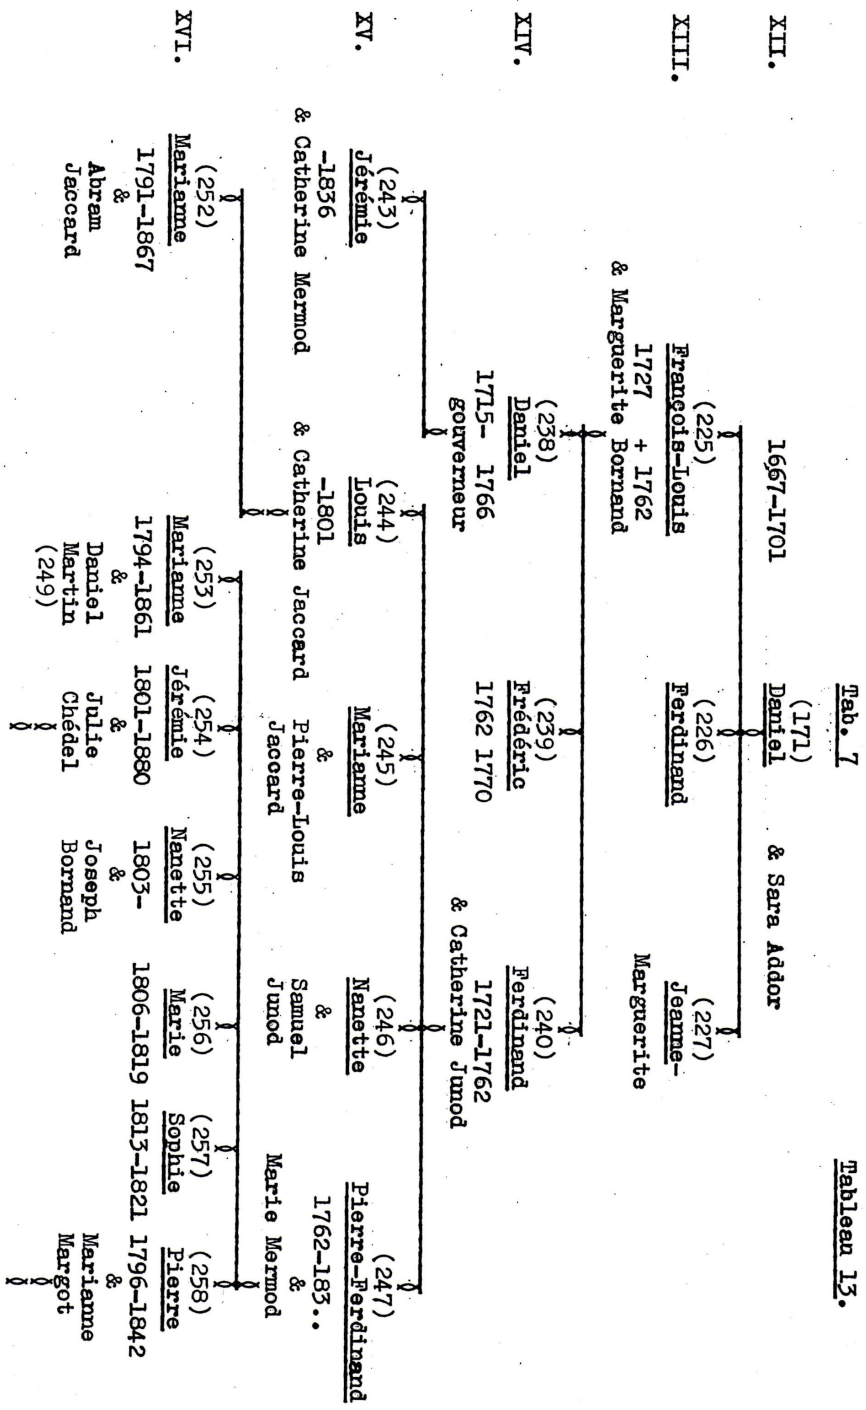 Tableau 13.
Tab. 7
XII.
(171)
1667-1701 Daniel & Sara Addor
XIII.
(225) (226) (227)
François-Louis Ferdinand Jeanne-
1727 + 1762 Marguerite
& Marguerite Bornand
XIV.
(238) (239) (240)
Daniel Frédéric Ferdinand
1715- 1766 1762 1770 1721-1762
gouverneur & Catherine Junod
XV.
(243) (244) (245) (246) (247)
Jérémie Louis Marianne Nanette Pierre-Ferdinand
-1836 -1801 & & 1762-183..
& Catherine Mermod & Catherine Jaccard Pierre-Louis Samuel &
Jaccard Junod Marie Mermod
XVI.
(252) (253) (254) (255) (256) (257) (258)
Marianne Marianne Jérémie Nanette Marie Sophie Pierre
1791-1867 1794-1861 1801-1880 1803- 1806-1819 1813-1821 1796-1842
& & & & &
Abram Daniel Julie Joseph Marianne
Jaccard Martin Chédel Bornand Margot
(249)